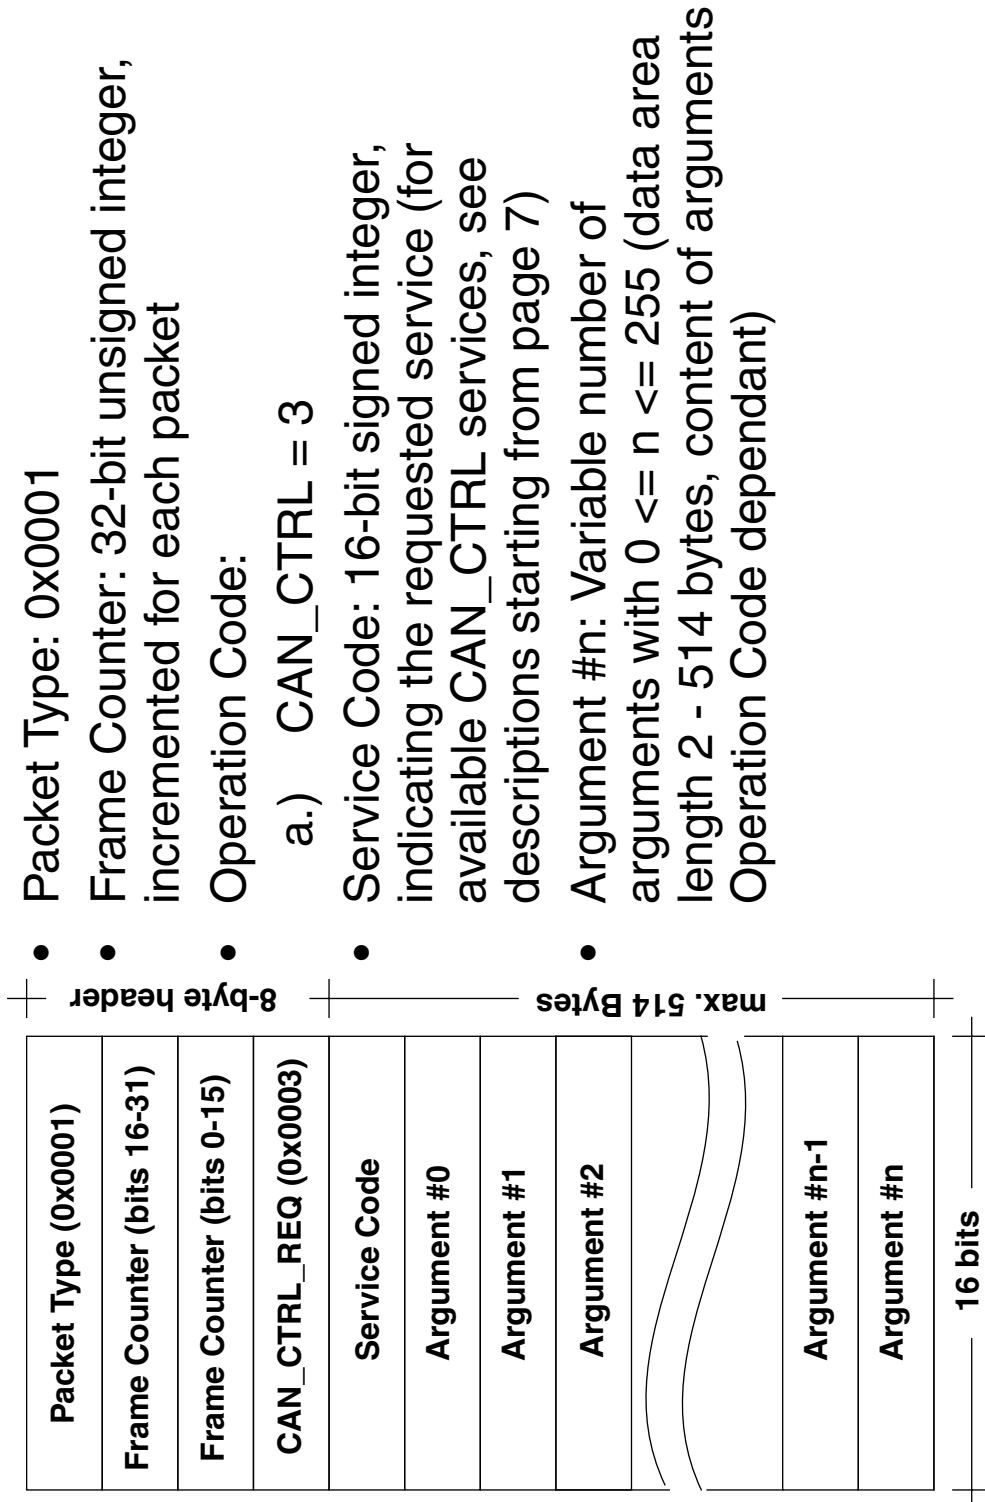 Packet Type (0x0001)
Frame Counter (bits 16-31)
Frame Counter (bits 0-15)
CAN_CTRL_REQ (0x0003)
Service Code
Argument #0
Argument #1
Argument #2
Argument #n-1
Argument #n
16 bits
8-byte header
max. 514 Bytes
• Packet Type: 0x0001
• Frame Counter: 32-bit unsigned integer,
incremented for each packet
• Operation Code:
a.) CAN_CTRL = 3
• Service Code: 16-bit signed integer,
indicating the requested service (for
available CAN_CTRL services, see
descriptions starting from page 7)
• Argument #n: Variable number of
arguments with 0 <= n <= 255 (data area
length 2 - 514 bytes, content of arguments
Operation Code dependant)